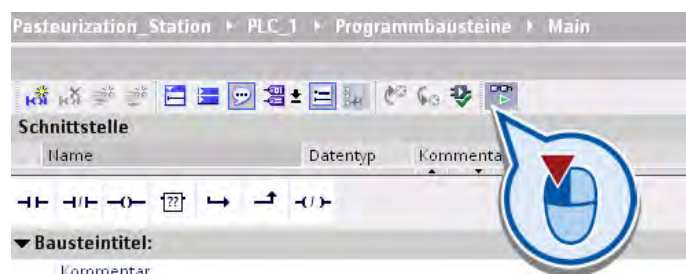 Pasteurization_Station ▸ PLC_1 ▸ Programmbausteine ▸ Main
Schnittstelle
Name Datentyp Kommenta
??
Bausteintitel:
Kommentar